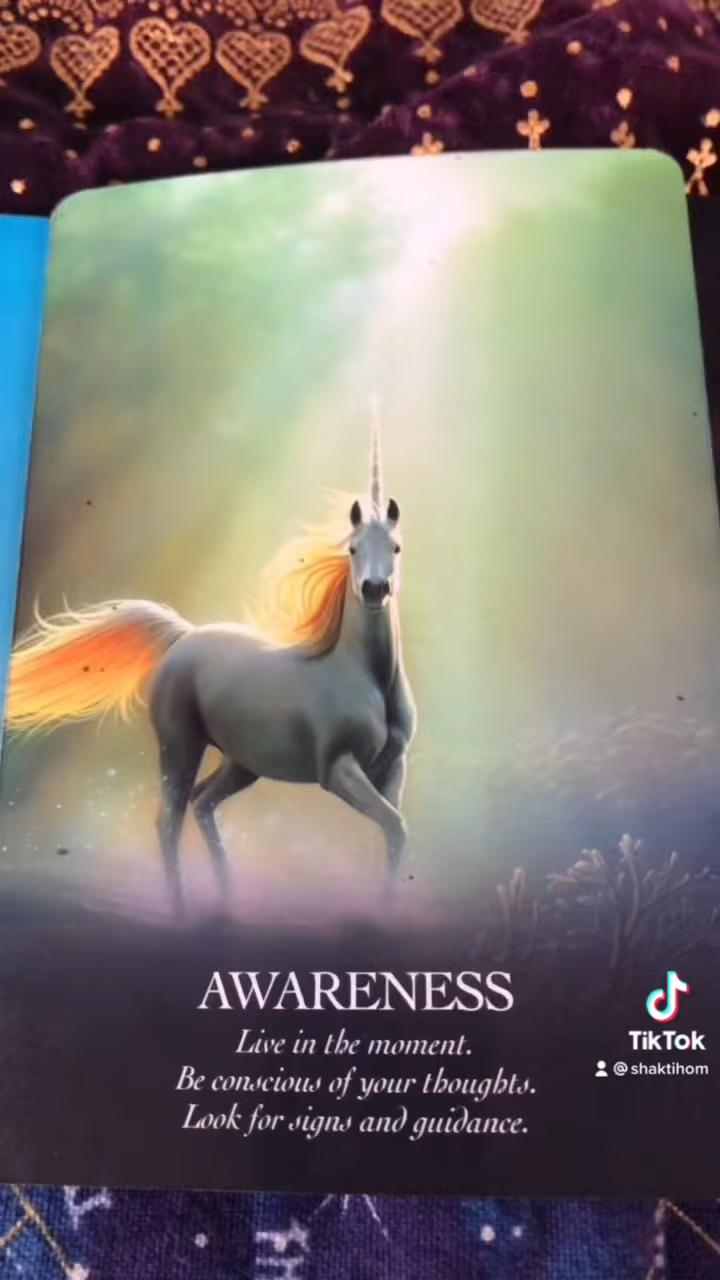 AWARENESS
Live in the moment.
Be conscious of your thoughts.
Look for signs and guidance.
TikTok
@shaktihom